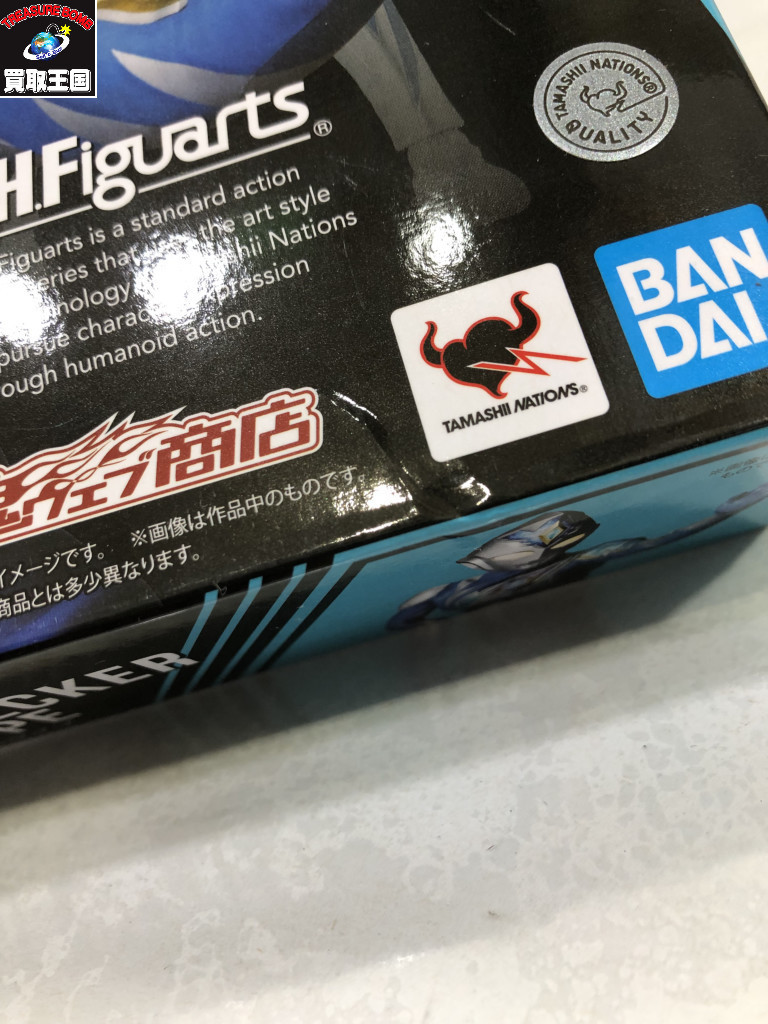 TREASURE BOMB
買取王国
H.Figuarts®
Figuarts is a standard action
the art style
hii Nations
nology
pression
pursue charac
ough humanoid action.
TAMASHII NATIONS®
QUALITY
BAN
DAI
TAMASHII NATIONS®
ウェブ商店
※画像は作品中のものです。
イメージです。
商品とは多少異なります。
CKER
PE